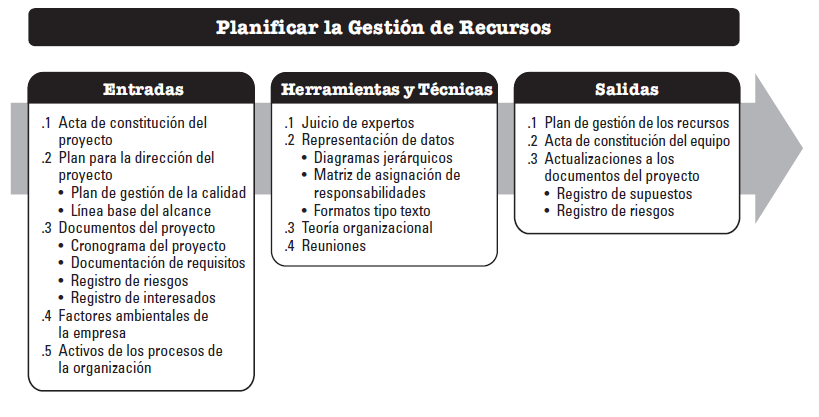 Planificar la Gestión de Recursos
Entradas
.1 Acta de constitución del
proyecto
.2 Plan para la dirección del
proyecto
• Plan de gestión de la calidad
• Línea base del alcance
.3 Documentos del proyecto
• Cronograma del proyecto
• Documentación de requisitos
• Registro de riesgos
• Registro de interesados
.4 Factores ambientales de
la empresa
.5 Activos de los procesos de
la organización
Herramientas y Técnicas
.1 Juicio de expertos
.2 Representación de datos
• Diagramas jerárquicos
• Matriz de asignación de
responsabilidades
• Formatos tipo texto
.3 Teoría organizacional
.4 Reuniones
Salidas
.1 Plan de gestión de los recursos
.2 Acta de constitución del equipo
.3 Actualizaciones a los
documentos del proyecto
• Registro de supuestos
• Registro de riesgos